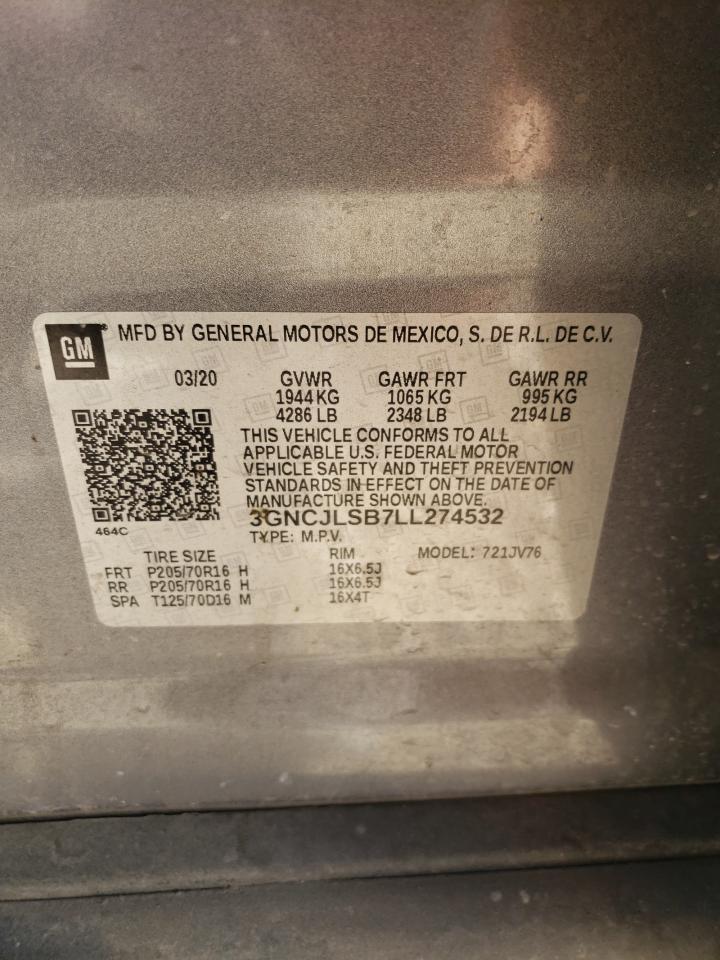 GM ® MFD BY GENERAL MOTORS DE MEXICO, S. DE R.L. DE C.V.
03/20 GVWR GAWR FRT GAWR RR
1944 KG 1065 KG 995 KG
4286 LB 2348 LB 2194 LB
THIS VEHICLE CONFORMS TO ALL
APPLICABLE U.S. FEDERAL MOTOR
VEHICLE SAFETY AND THEFT PREVENTION
STANDARDS IN EFFECT ON THE DATE OF
MANUFACTURE SHOWN ABOVE.
3GNCJLSB7LL274532
464C
TYPE: M.P.V.
TIRE SIZE RIM MODEL: 721JV76
FRT P205/70R16 H 16X6.5J
RR P205/70R16 H 16X6.5J
SPA T125/70D16 M 16X4T